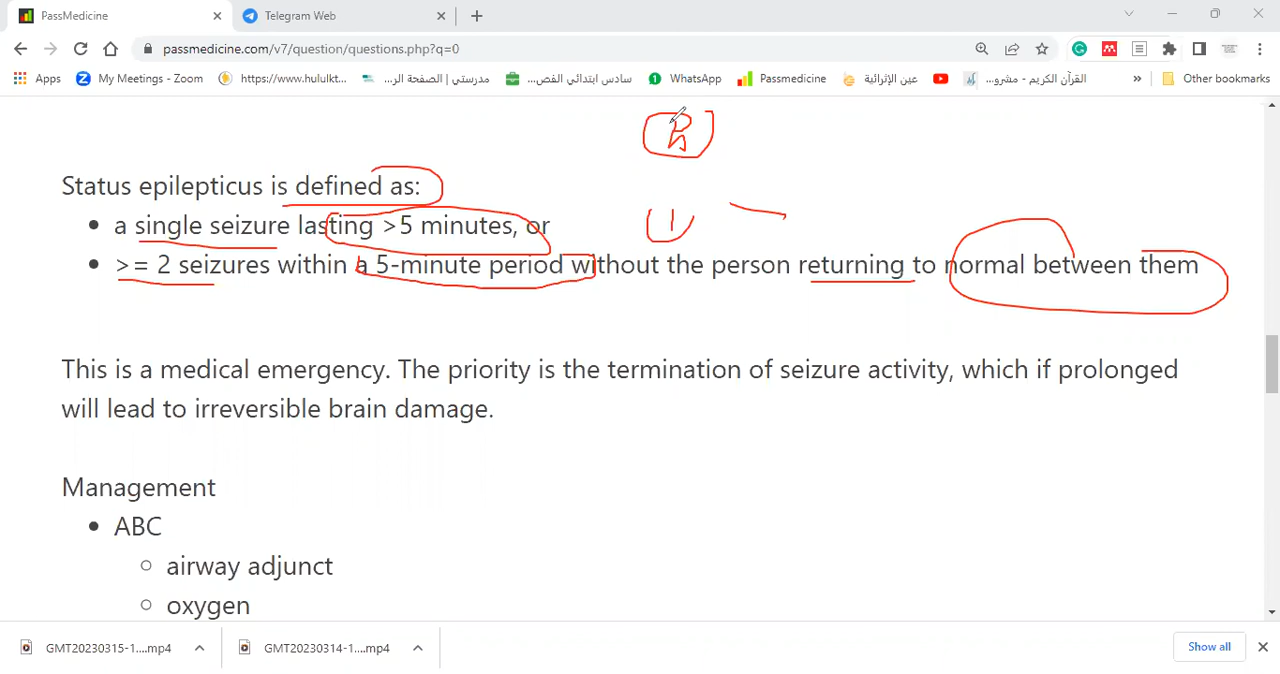 PassMedicine
Telegram Web
passmedicine.com/v7/question/questions.php?q=0
Apps
My Meetings - Zoom
https://www.hululkt...
مدرستي | الصفحة الر...
سادس ابتدائي الفص...
WhatsApp
Passmedicine
عين الإثرائية
القرآن الكريم - مشرو...
»
Other bookmarks
1
Status epilepticus is defined as:
a single seizure lasting >5 minutes, or
>= 2 seizures within a 5-minute period without the person returning to normal between them
This is a medical emergency. The priority is the termination of seizure activity, which if prolonged
will lead to irreversible brain damage.
Management
ABC
airway adjunct
oxygen
GMT20230315-1....mp4
GMT20230314-1....mp4
Show all